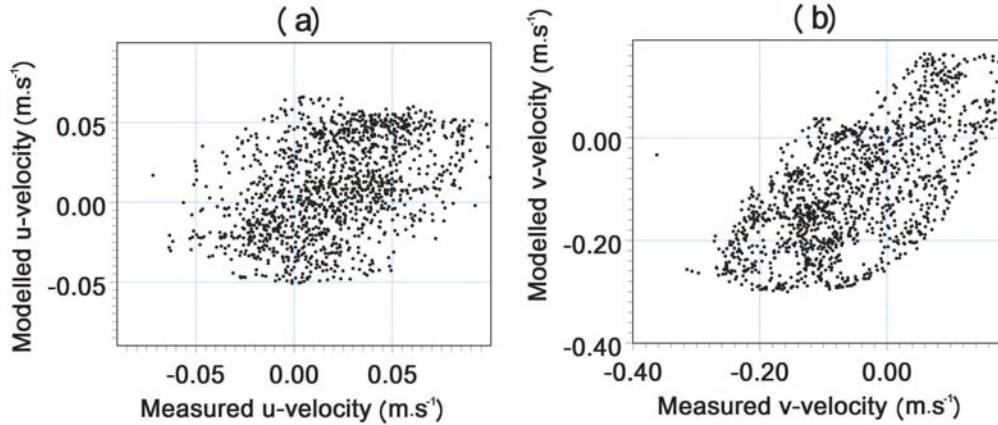 (a)
Modelled u-velocity (m.s⁻¹)
0.05
0.00
-0.05
-0.05 0.00 0.05
Measured u-velocity (m.s⁻¹)
(b)
Modelled v-velocity (m.s⁻¹)
0.00
-0.20
-0.40
-0.40 -0.20 0.00
Measured v-velocity (m.s⁻¹)